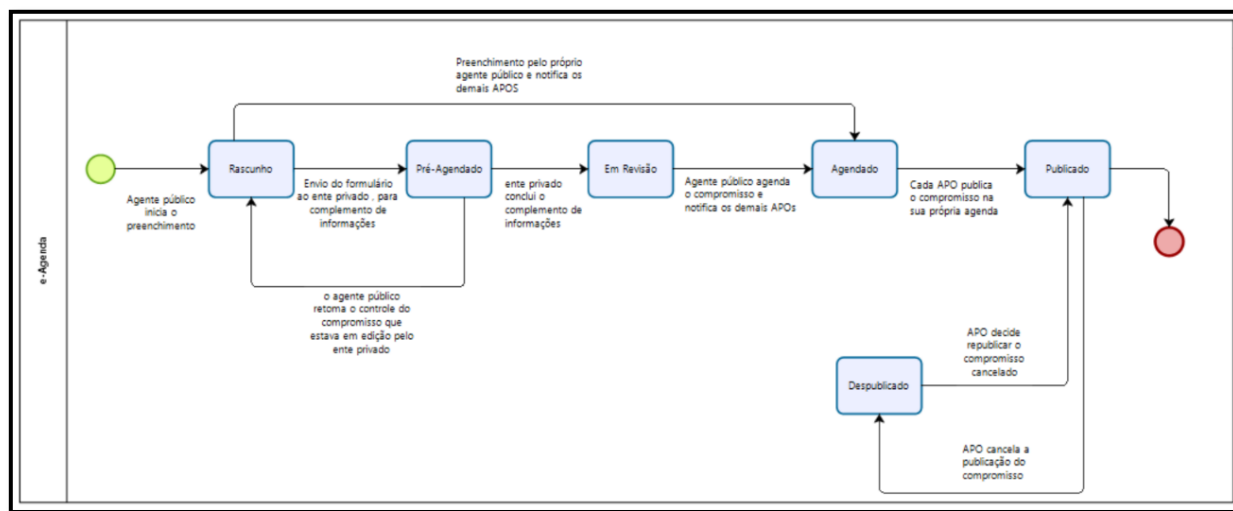 e-Agenda
Preenchimento pelo próprio
agente público e notifica os
demais APOS
Agente público
inicia o
preenchimento
Rascunho
Envio do formulário
ao ente privado , para
complemento de
informações
Pré-Agendado
ente privado
conclui o
complemento de
informações
Em Revisão
Agente público agenda
o compromisso e
notifica os demais APOs
Agendado
Cada APO publica
o compromisso na
sua própria agenda
Publicado
o agente público
retoma o controle do
compromisso que
estava em edição pelo
ente privado
Despublicado
APO decide
republicar o
compromisso
cancelado
APO cancela a
publicação do
compromisso